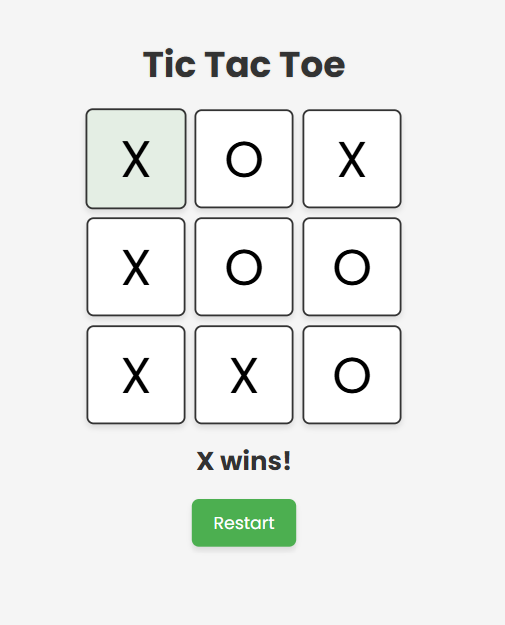 Tic Tac Toe
X O X
X O O
X X O
X wins!
Restart